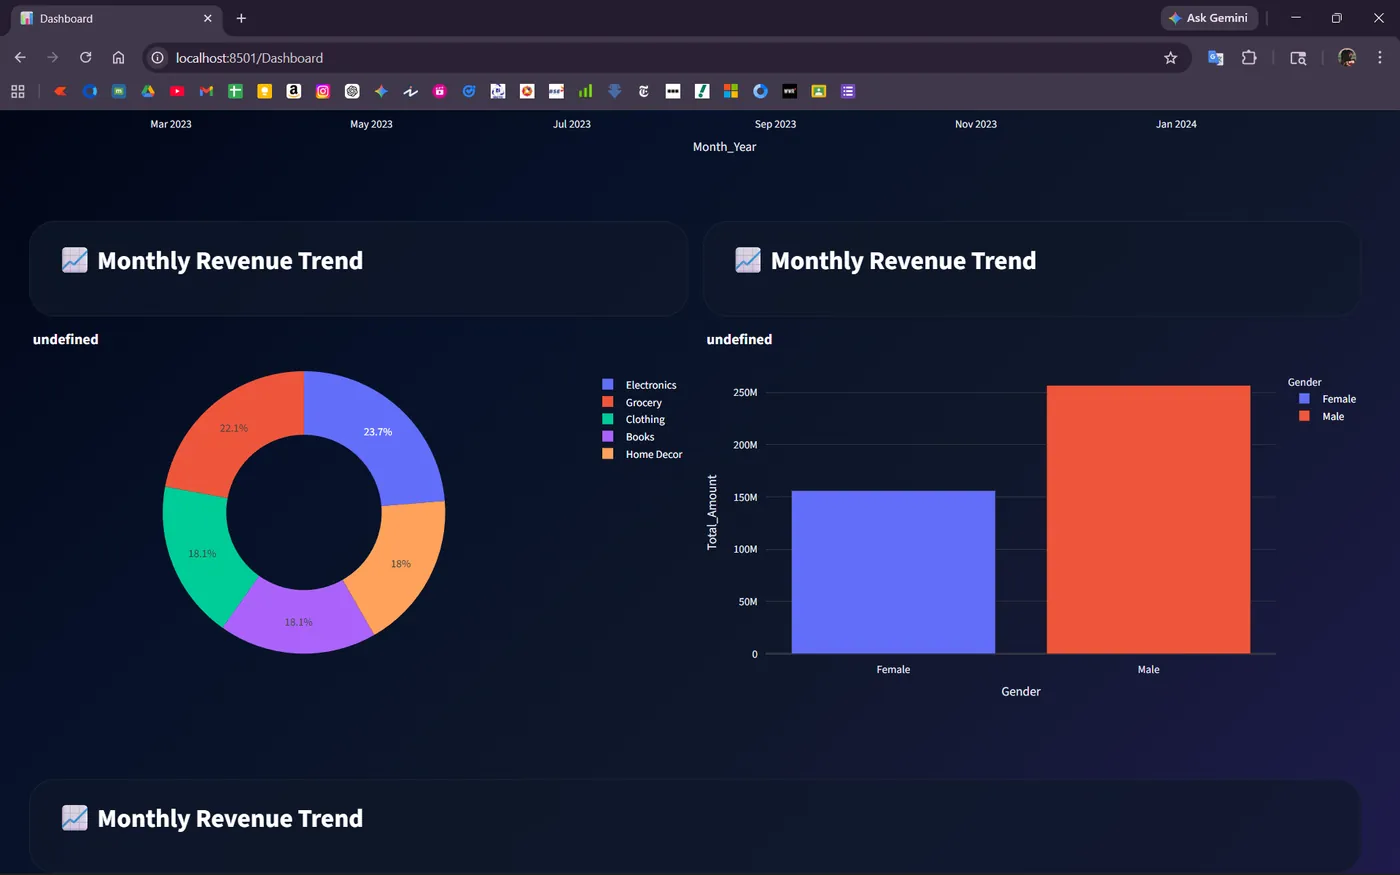 Dashboard
Ask Gemini
localhost:8501/Dashboard
Mar 2023 May 2023 Jul 2023 Sep 2023 Nov 2023 Jan 2024
Month_Year
Monthly Revenue Trend
undefined
23.7%
22.1%
18.1%
18%
18.1%
Electronics
Grocery
Clothing
Books
Home Decor
Monthly Revenue Trend
undefined
Total_Amount
250M
200M
150M
100M
50M
0
Female Male
Gender
Gender
Female
Male
Monthly Revenue Trend